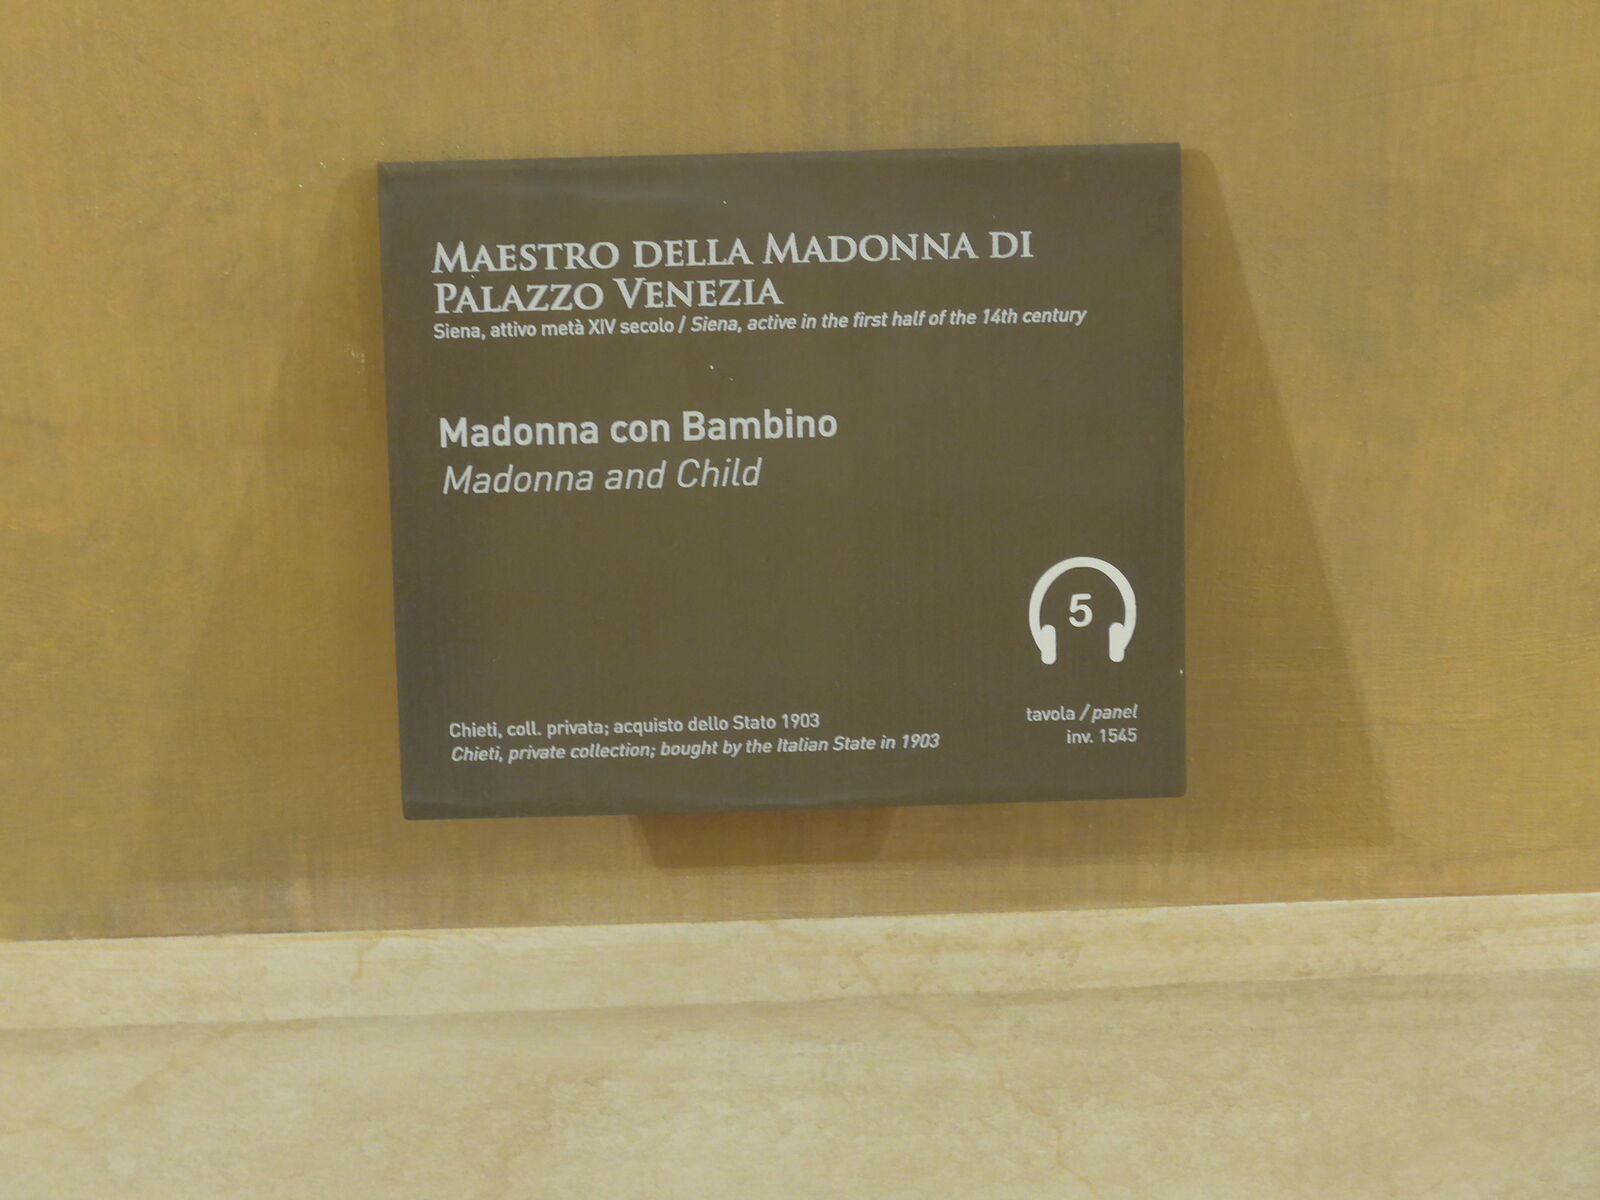 MAESTRO DELLA MADONNA DI
PALAZZO VENEZIA
Siena, attivo metà XIV secolo / Siena, active in the first half of the 14th century
Madonna con Bambino
Madonna and Child
5
Chieti, coll. privata; acquisto dello Stato 1903
Chieti, private collection; bought by the Italian State in 1903
tavola / panel
inv. 1545